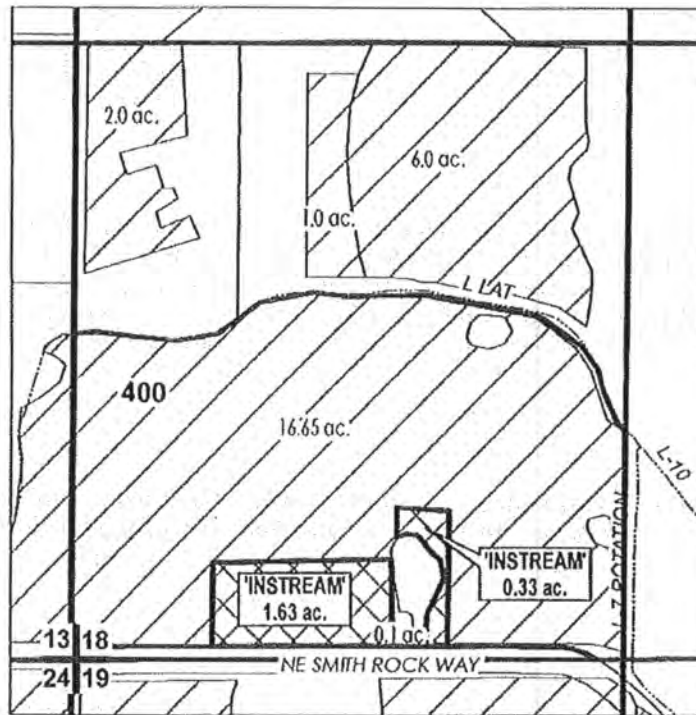 2.0 ac.
6.0 ac.
1.0 ac.
L LAT
400
16.65 ac.
L-10
'INSTREAM'
0.33 ac.
L-7 ROTATION
'INSTREAM'
1.63 ac.
0.1 ac.
13 18
NE SMITH ROCK WAY
24 19